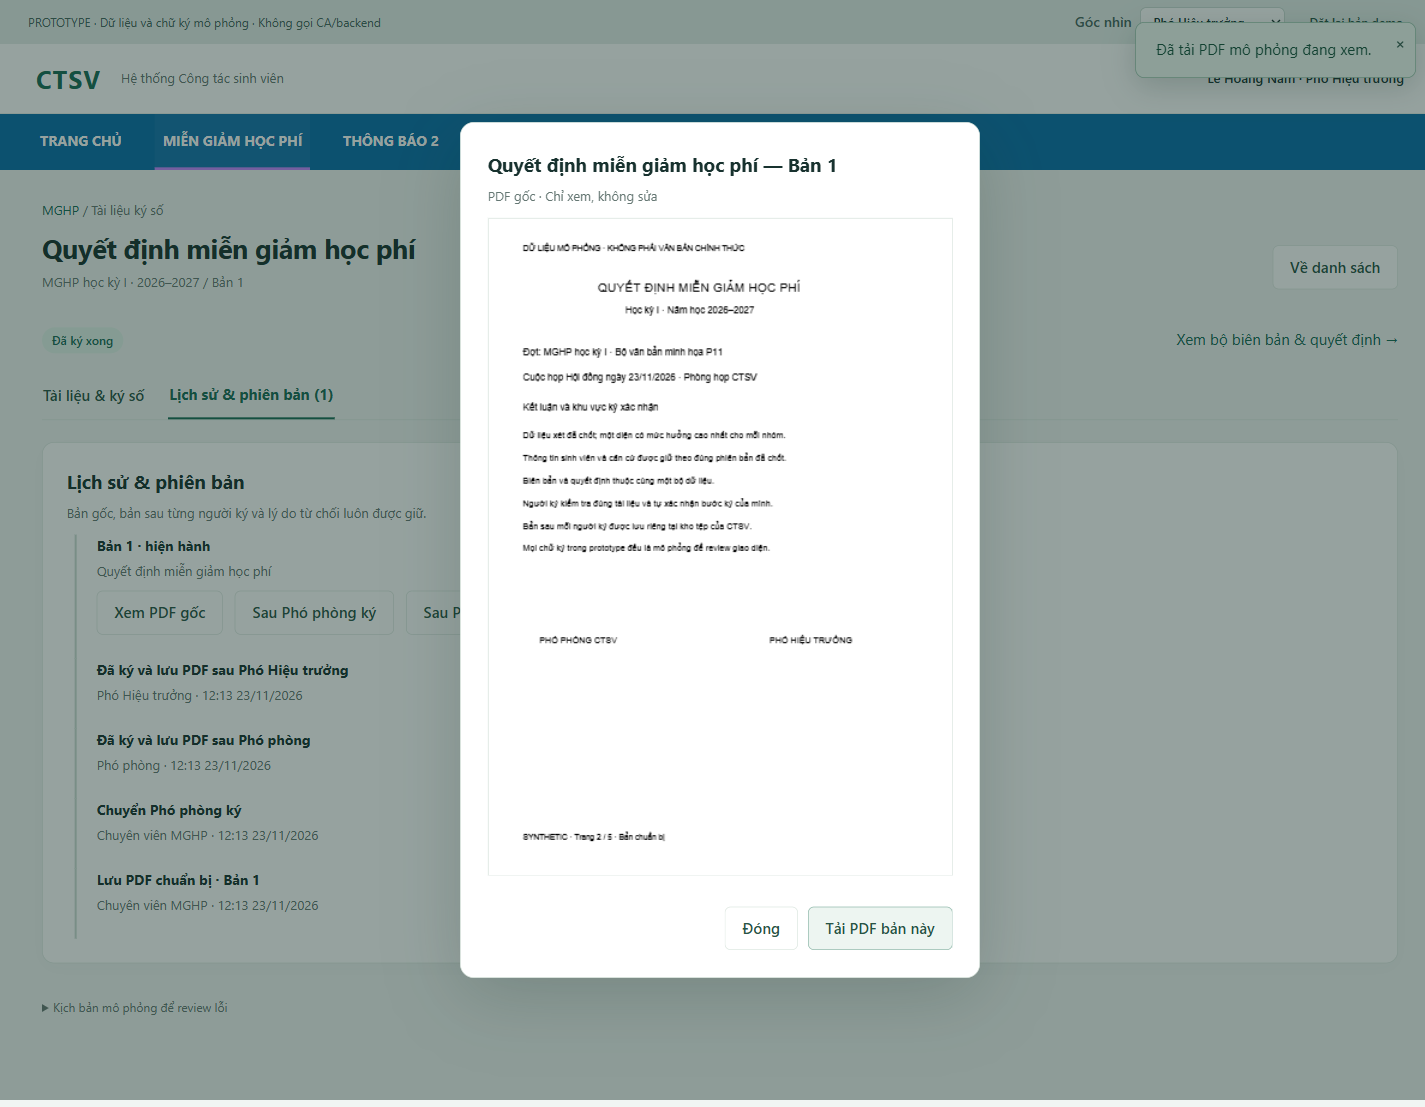 PROTOTYPE · Dữ liệu và chữ ký mô phỏng · Không gọi CA/backend
Góc nhìn
Phó Hiệu trưởng
Đặt lại bản demo
Đã tải PDF mô phỏng đang xem.
×
CTSV
Hệ thống Công tác sinh viên
Lê Hoàng Nam · Phó Hiệu trưởng
TRANG CHỦ
MIỄN GIẢM HỌC PHÍ
THÔNG BÁO 2
MGHP / Tài liệu ký số
Quyết định miễn giảm học phí
MGHP học kỳ I · 2026–2027 / Bản 1
Về danh sách
Đã ký xong
Xem bộ biên bản & quyết định →
Tài liệu & ký số
Lịch sử & phiên bản (1)
Lịch sử & phiên bản
Bản gốc, bản sau từng người ký và lý do từ chối luôn được giữ.
Bản 1 · hiện hành
Quyết định miễn giảm học phí
Xem PDF gốc
Sau Phó phòng ký
Sau P
Đã ký và lưu PDF sau Phó Hiệu trưởng
Phó Hiệu trưởng · 12:13 23/11/2026
Đã ký và lưu PDF sau Phó phòng
Phó phòng · 12:13 23/11/2026
Chuyển Phó phòng ký
Chuyên viên MGHP · 12:13 23/11/2026
Lưu PDF chuẩn bị · Bản 1
Chuyên viên MGHP · 12:13 23/11/2026
Kịch bản mô phỏng để review lỗi
Quyết định miễn giảm học phí — Bản 1
PDF gốc · Chỉ xem, không sửa
DỮ LIỆU MÔ PHỎNG · KHÔNG PHẢI VĂN BẢN CHÍNH THỨC
QUYẾT ĐỊNH MIỄN GIẢM HỌC PHÍ
Học kỳ I · Năm học 2026–2027
Đợt: MGHP học kỳ I · Bộ văn bản minh họa P11
Cuộc họp Hội đồng ngày 23/11/2026 · Phòng họp CTSV
Kết luận và khu vực ký xác nhận
Dữ liệu xét đã chốt; một diện có mức hưởng cao nhất cho mỗi nhóm.
Thông tin sinh viên và căn cứ được giữ theo đúng phiên bản đã chốt.
Biên bản và quyết định thuộc cùng một bộ dữ liệu.
Người ký kiểm tra đúng tài liệu và tự xác nhận bước ký của mình.
Bản sau mỗi người ký được lưu riêng tại kho tệp của CTSV.
Mọi chữ ký trong prototype đều là mô phỏng để review giao diện.
PHÓ PHÒNG CTSV
PHÓ HIỆU TRƯỞNG
SYNTHETIC · Trang 2 / 5 · Bản chuẩn bị
Đóng
Tải PDF bản này